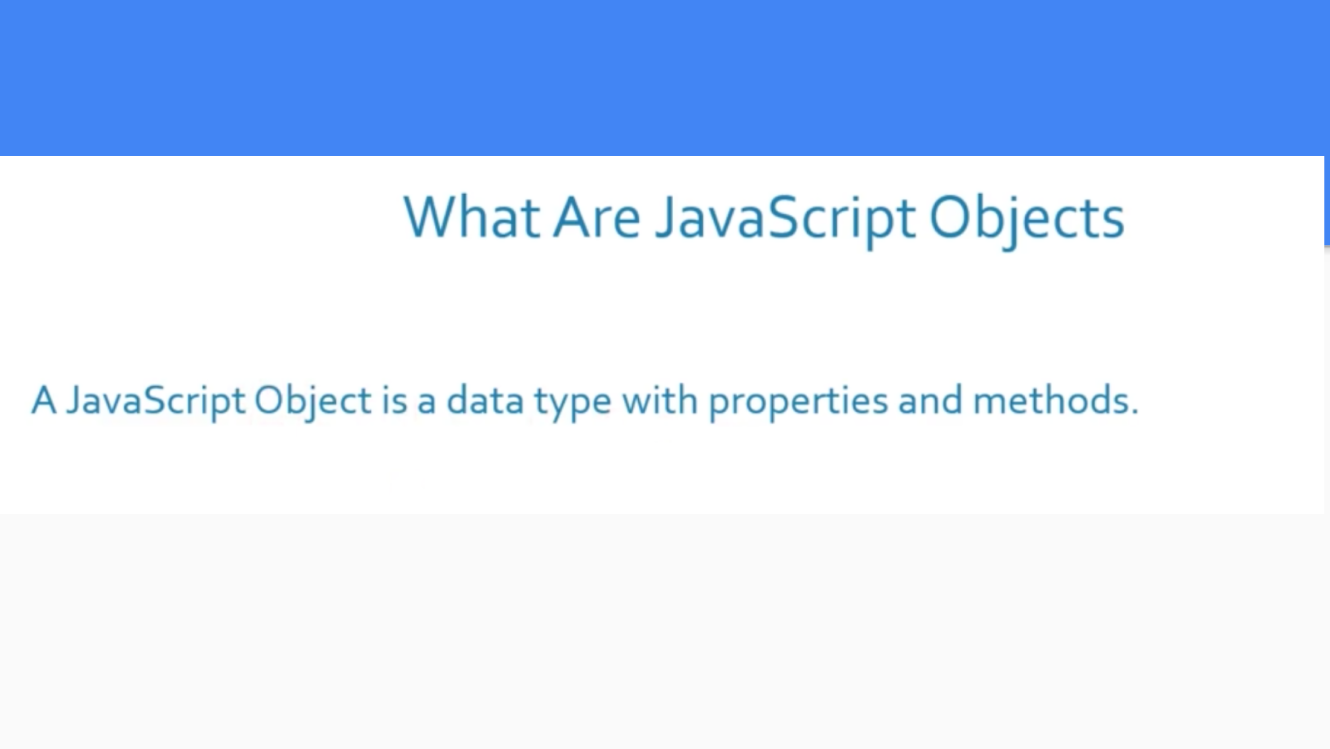 What Are JavaScript Objects
A JavaScript Object is a data type with properties and methods.